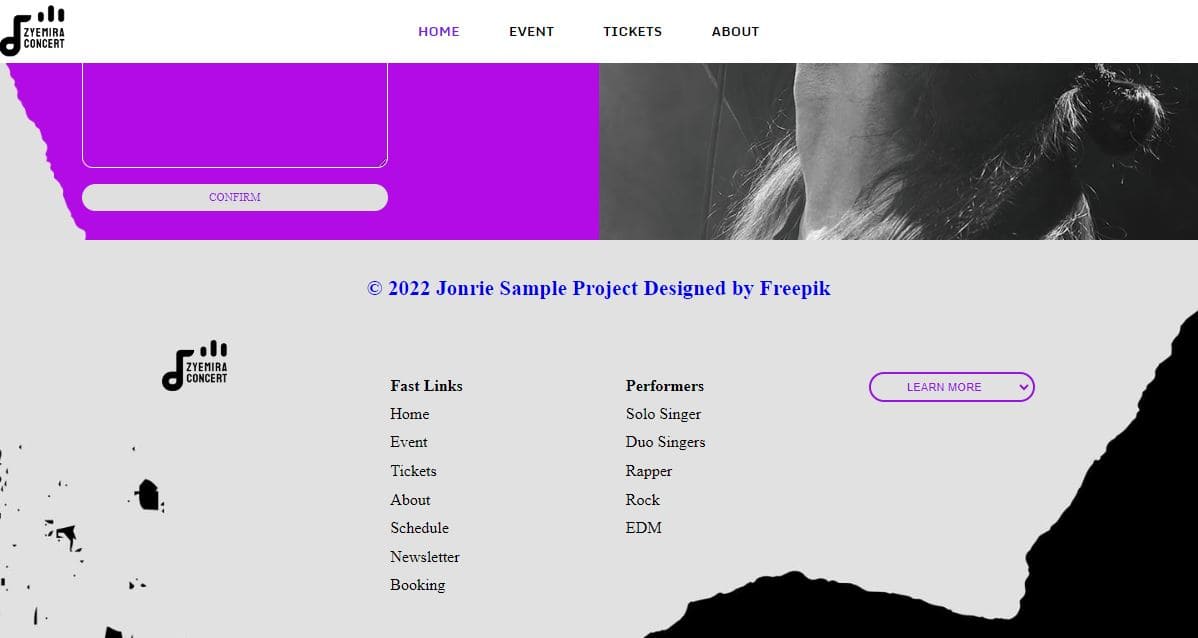 ZYEMIRA
CONCERT
HOME EVENT TICKETS ABOUT
CONFIRM
© 2022 Jonrie Sample Project Designed by Freepik
ZYEMIRA
CONCERT
Fast Links
Home
Event
Tickets
About
Schedule
Newsletter
Booking
Performers
Solo Singer
Duo Singers
Rapper
Rock
EDM
LEARN MORE